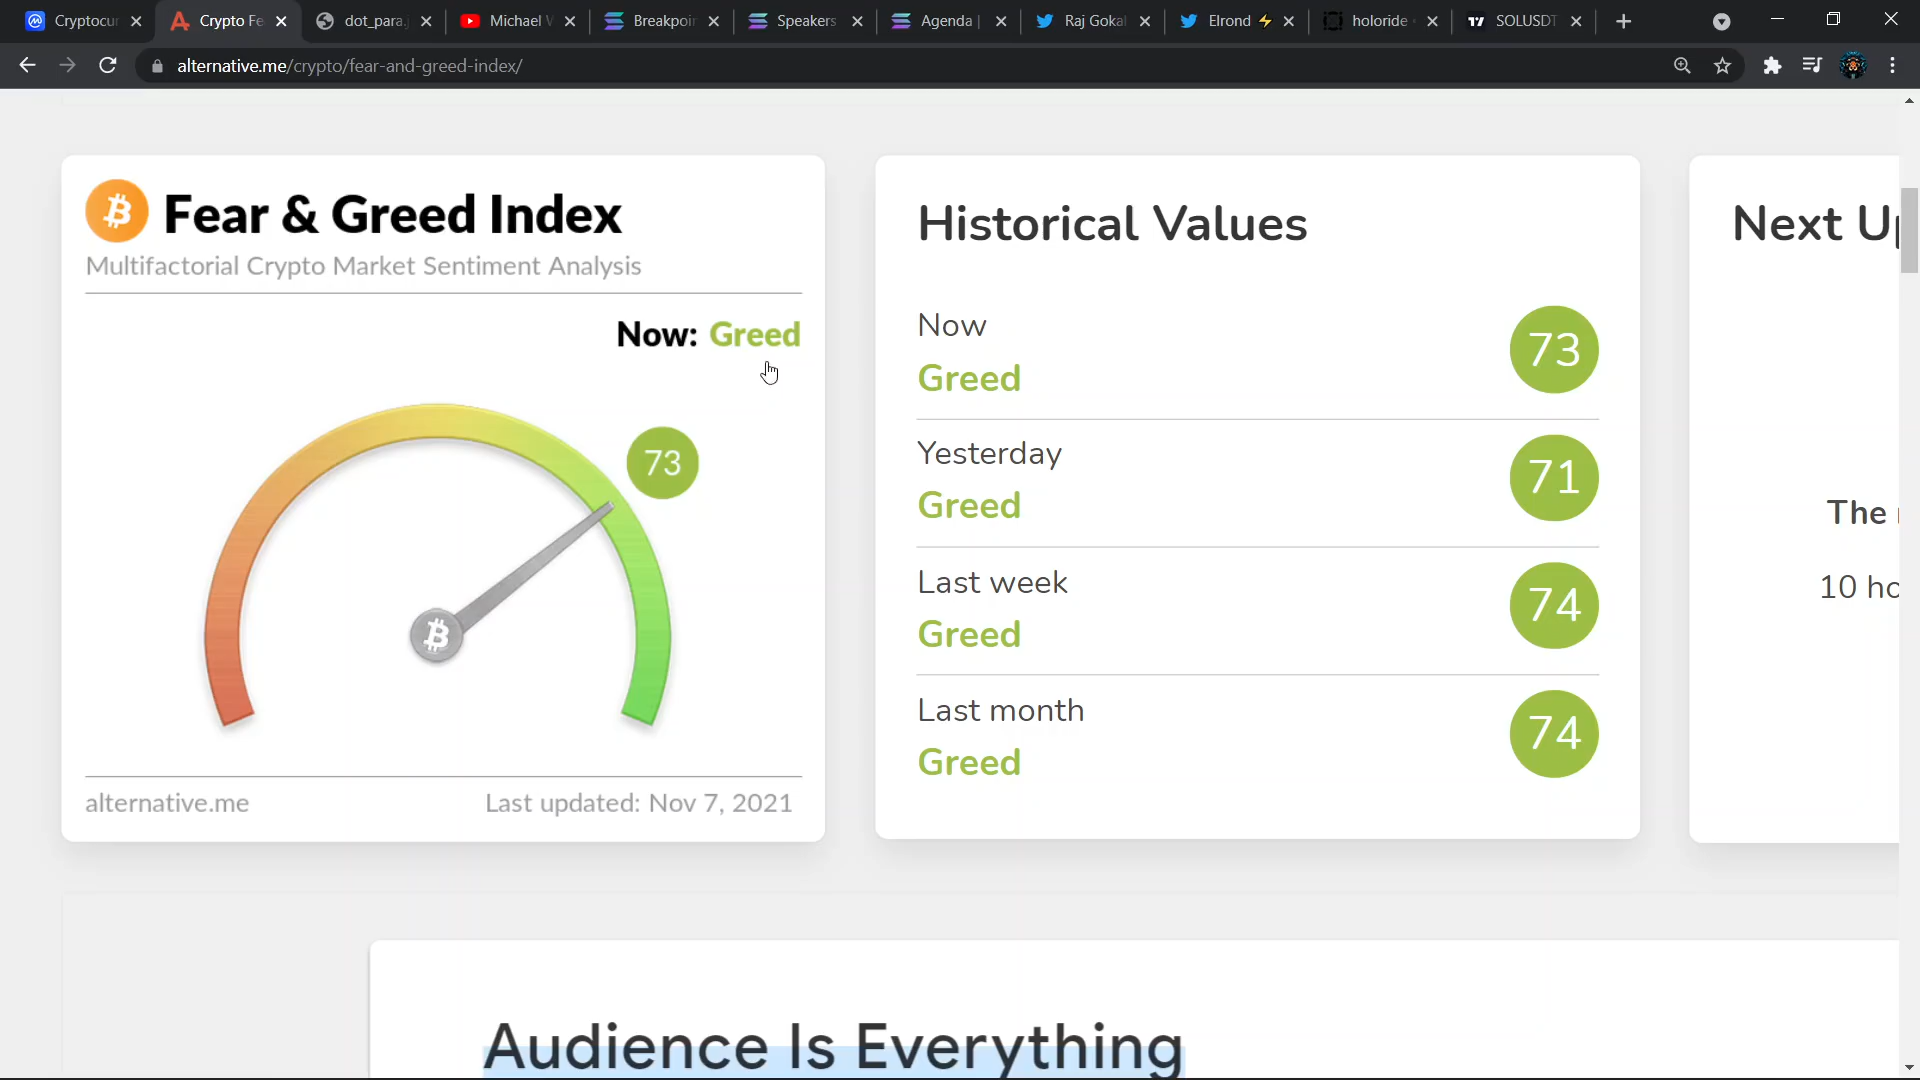 Cryptocur
Crypto Fe
dot_para.j
Michael
Breakpoin
Speakers
Agenda |
Raj Gokal
Elrond ⚡
holoride
SOLUSDT
alternative.me/crypto/fear-and-greed-index/
Fear & Greed Index
Multifactorial Crypto Market Sentiment Analysis
Now: Greed
73
alternative.me
Last updated: Nov 7, 2021
Historical Values
Now
Greed
73
Yesterday
Greed
71
Last week
Greed
74
Last month
Greed
74
Next Up
The
10 ho
Audience Is Everything